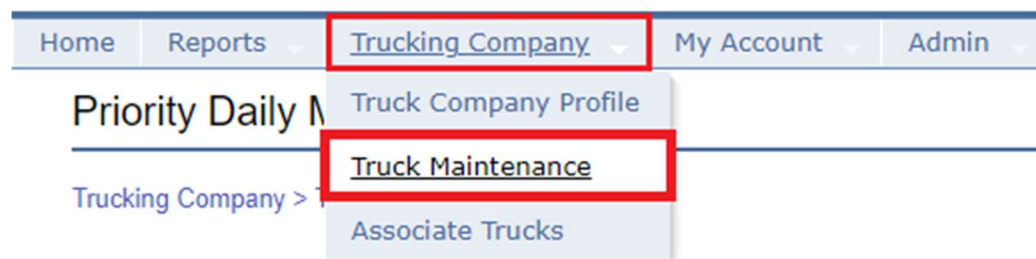 Home Reports Trucking Company My Account Admin
Truck Company Profile
Priority Daily
Truck Maintenance
Trucking Company >
Associate Trucks